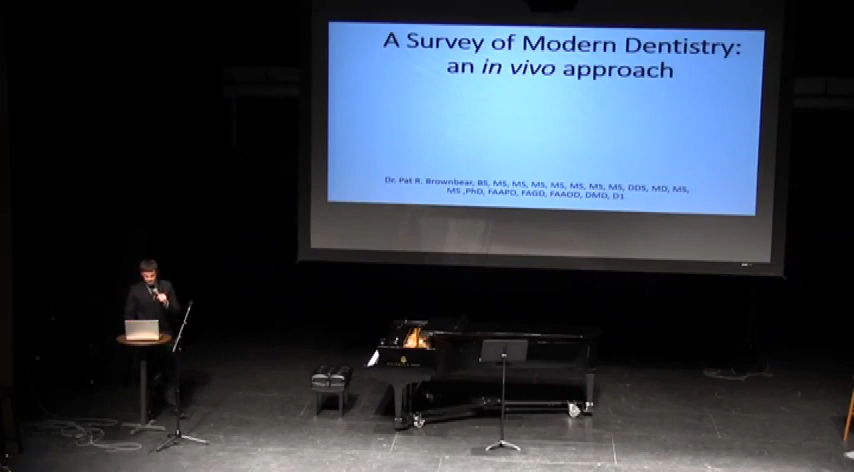 A Survey of Modern Dentistry:
an in vivo approach
Dr. Pat R. Brownbear, BS, MS, MS, MS, MS, MS, MS, MS, DDS, MD, MS,
MS ,PhD, FAAPD, FAGD, FAAOD, DMD, D1